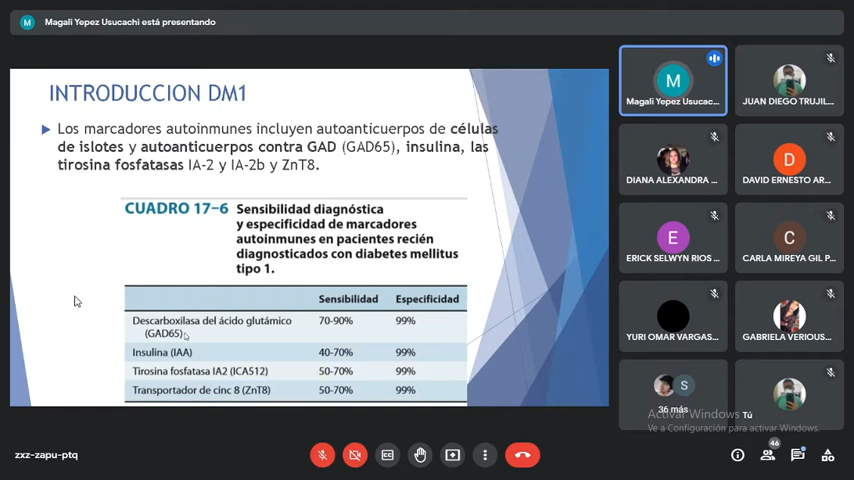 Magali Yepez Usucachi está presentando
INTRODUCCION DM1
Los marcadores autoinmunes incluyen autoanticuerpos de células
de islotes y autoanticuerpos contra GAD (GAD65), insulina, las
tirosina fosfatasas IA-2 y IA-2b y ZnT8.
CUADRO 17–6 Sensibilidad diagnóstica
y especificidad de marcadores
autoinmunes en pacientes recién
diagnosticados con diabetes mellitus
tipo 1.
Sensibilidad Especificidad
Descarboxilasa del ácido glutámico
(GAD65) 70-90% 99%
Insulina (IAA) 40-70% 99%
Tirosina fosfatasa IA2 (ICA512) 50-70% 99%
Transportador de cinc 8 (ZnT8) 50-70% 99%
M
Magali Yepez Usucac...
JUAN DIEGO TRUJIL...
DIANA ALEXANDRA ...
D
DAVID ERNESTO AR...
E
ERICK SELWYN RIOS ...
C
CARLA MIREYA GIL P...
YURI OMAR VARGAS...
GABRIELA VERIOUS...
S
36 más
Tú
Activar Windows
Ve a Configuración para activar Windows.
zxz-zapu-ptq
46